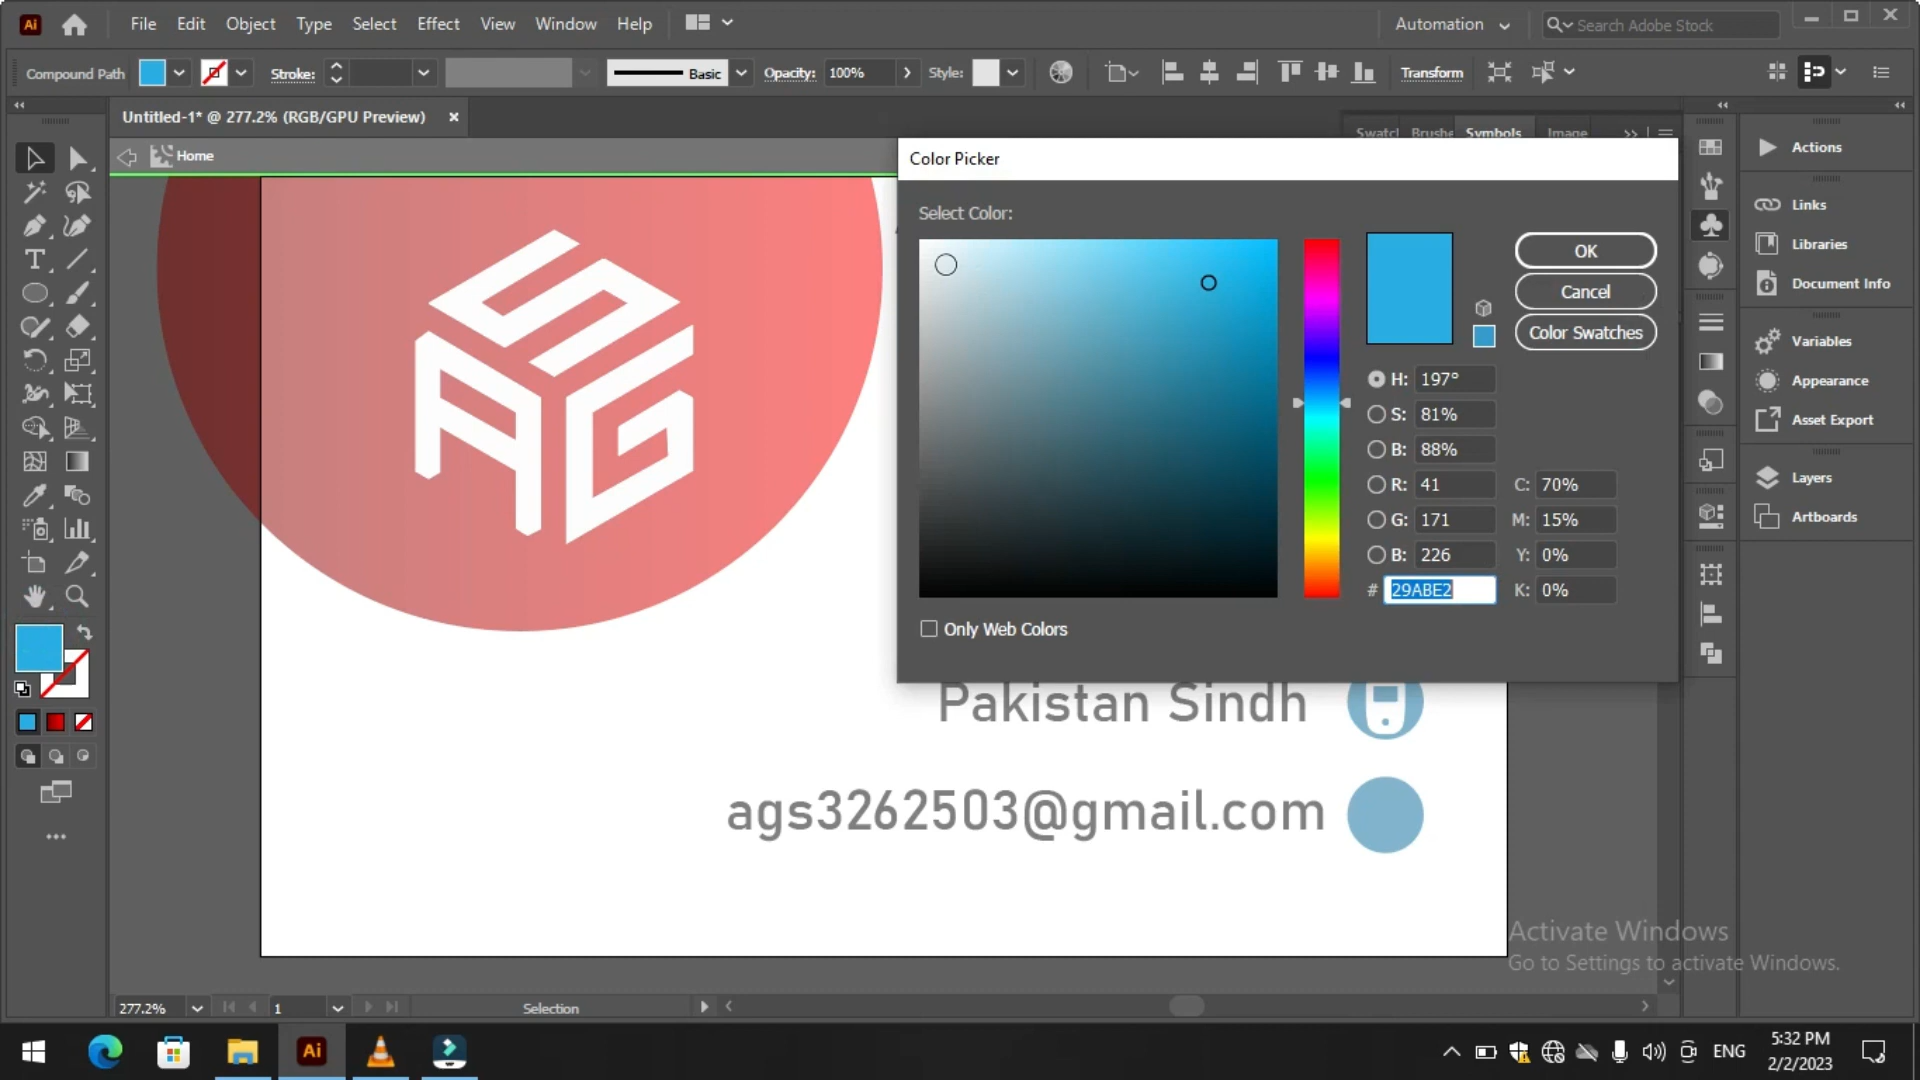 Ai File Edit Object Type Select Effect View Window Help Automation Search Adobe Stock
Compound Path Stroke: Basic Opacity: 100% Style: Transform
Untitled-1* @ 277.2% (RGB/GPU Preview) ×
Home
Swatcl Brushe Symbols Image
Color Picker
Select Color:
OK
Cancel
Color Swatches
H: 197°
S: 81%
B: 88%
R: 41 C: 70%
G: 171 M: 15%
B: 226 Y: 0%
# 29ABE2 K: 0%
Only Web Colors
Actions
Links
Libraries
Document Info
Variables
Appearance
Asset Export
Layers
Artboards
S
A G
Pakistan Sindh
ags3262503@gmail.com
Activate Windows
Go to Settings to activate Windows.
277.2% 1 Selection
Ai ENG 5:32 PM
2/2/2023